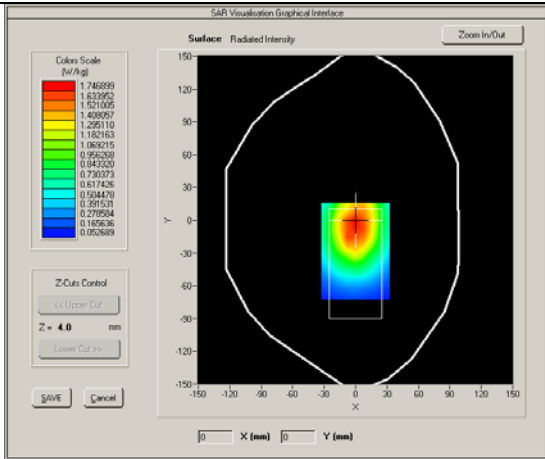 SAR Visualisation Graphical Interface
Surface Radiated Intensity
Zoom In/Out
Colors Scale
(W/kg)
1.746899
1.633952
1.521005
1.408057
1.295110
1.182163
1.069215
0.956268
0.843320
0.730373
0.617426
0.504478
0.391531
0.278584
0.165636
0.052689
Z-Cuts Control
<< Upper Cut
Z = 4.0 mm
Lower Cut >>
SAVE Cancel
150
120
90
60
30
0
-30
-60
-90
-120
-150
Y
-150 -120 -90 -60 -30 0 30 60 90 120 150
X
0 X (mm) 0 Y (mm)